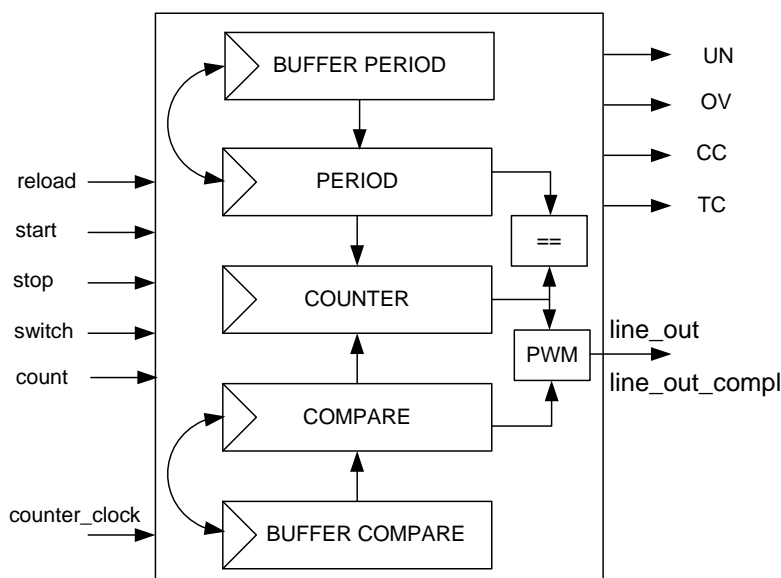 BUFFER PERIOD
PERIOD
==
COUNTER
PWM
COMPARE
BUFFER COMPARE
reload
start
stop
switch
count
counter_clock
UN
OV
CC
TC
line_out
line_out_compl